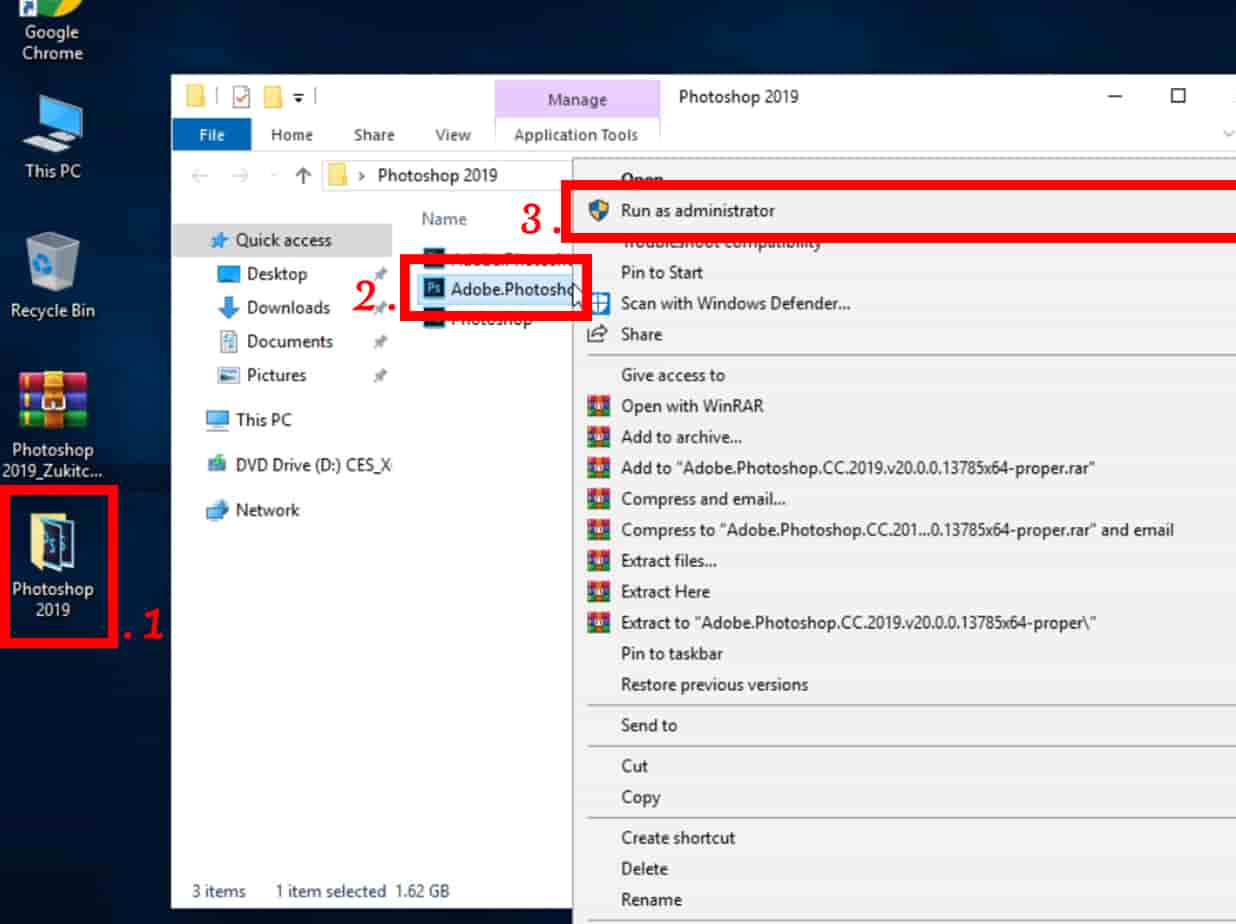 Google
Chrome
This PC
Recycle Bin
Photoshop
2019_Zukitc...
Photoshop
2019
.1
Manage
Photoshop 2019
File
Home
Share
View
Application Tools
Photoshop 2019
Name
Quick access
Desktop
Downloads
Documents
Pictures
This PC
DVD Drive (D:) CES_X
Network
Ps Adobe.Photosho
2.
Photoshop
3.
Open
Run as administrator
Troubleshoot compatibility
Pin to Start
Scan with Windows Defender...
Share
Give access to
Open with WinRAR
Add to archive...
Add to "Adobe.Photoshop.CC.2019.v20.0.0.13785x64-proper.rar"
Compress and email...
Compress to "Adobe.Photoshop.CC.201...0.13785x64-proper.rar" and email
Extract files...
Extract Here
Extract to "Adobe.Photoshop.CC.2019.v20.0.0.13785x64-proper\"
Pin to taskbar
Restore previous versions
Send to
Cut
Copy
Create shortcut
Delete
Rename
3 items
1 item selected 1.62 GB